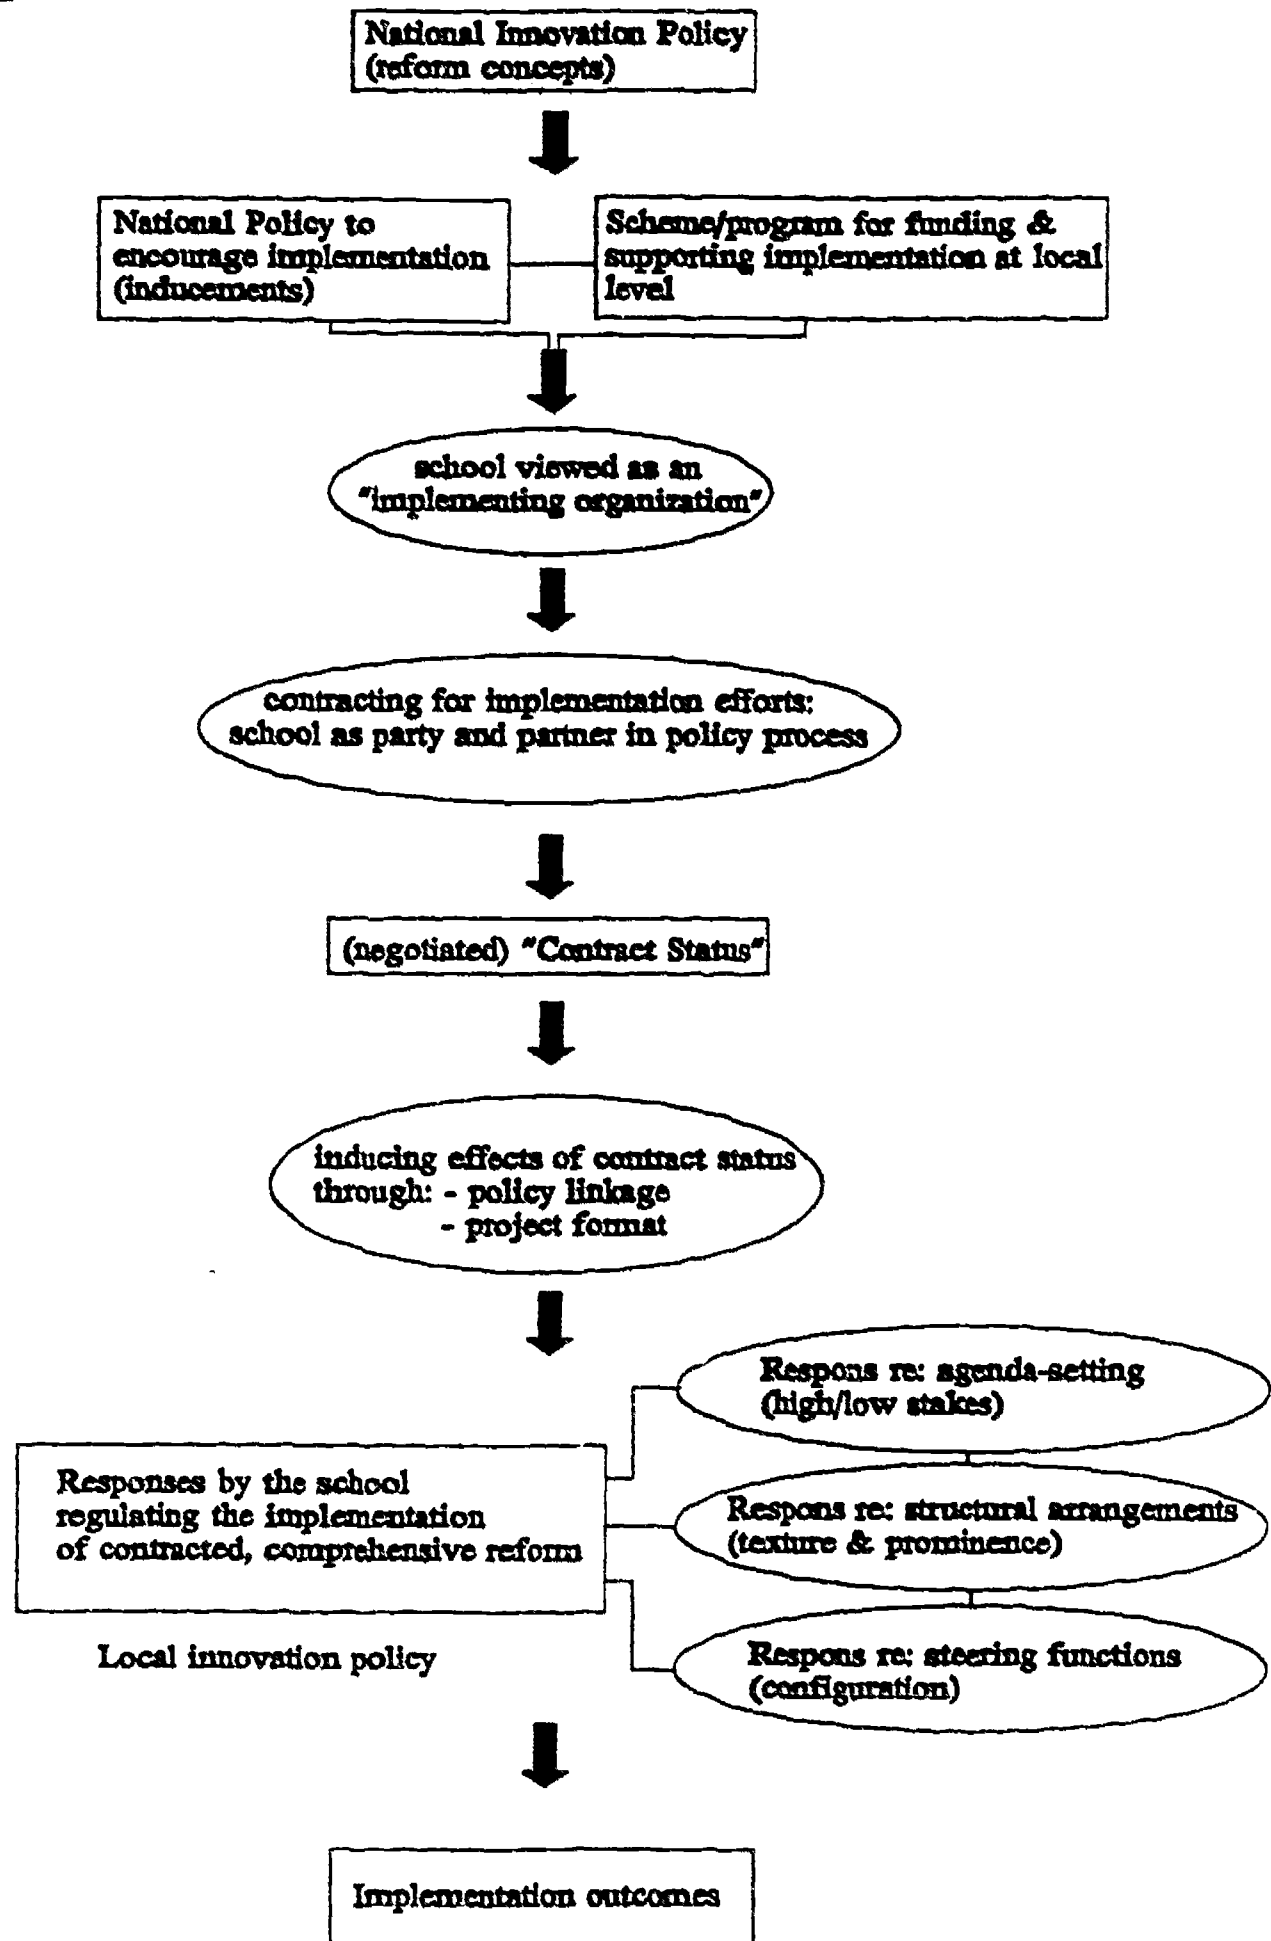 National Innovation Policy
(reform concepts)
National Policy to
encourage implementation
(inducements)
Scheme/program for funding &
supporting implementation at local
level
school viewed as an
"implementing organization"
contracting for implementation efforts:
school as party and partner in policy process
(negotiated) "Contract Status"
inducing effects of contract status
through: - policy linkage
- project format
Respons re: agenda-setting
(high/low stakes)
Responses by the school
regulating the implementation
of contracted, comprehensive reform
Respons re: structural arrangements
(texture & prominence)
Local innovation policy
Respons re: steering functions
(configuration)
Implementation outcomes